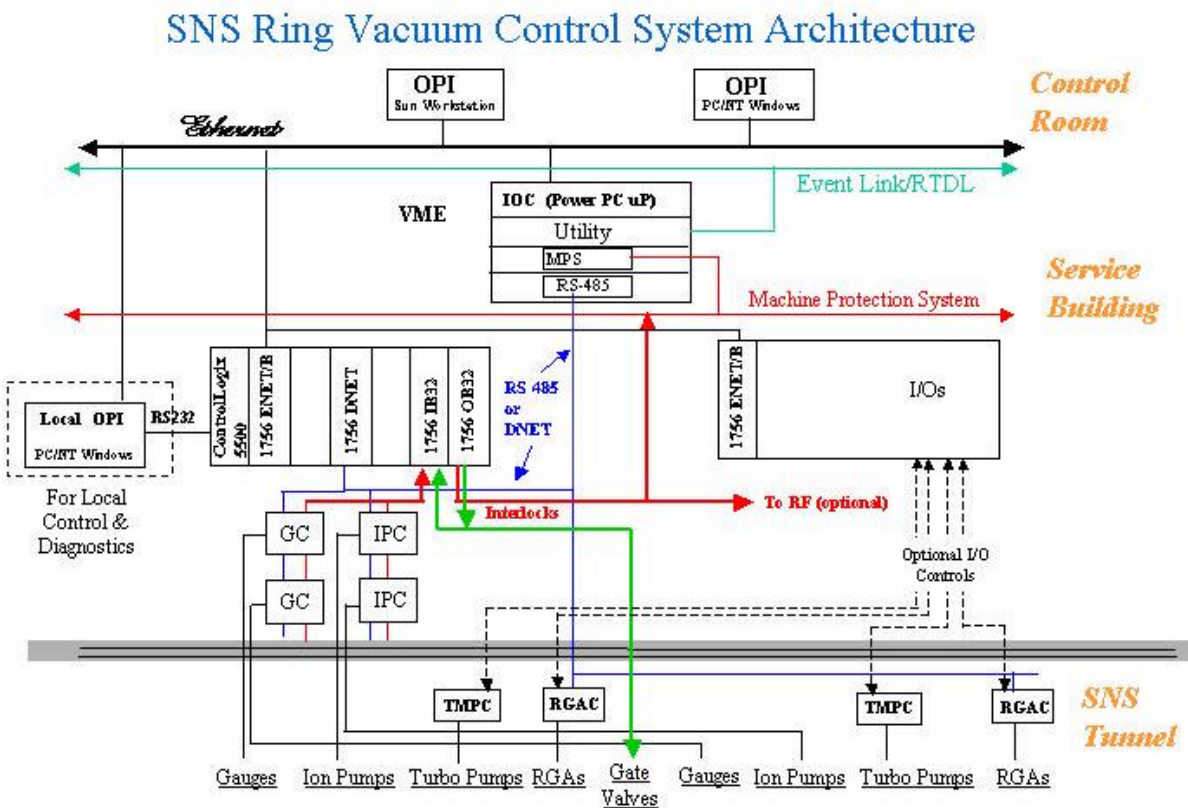 SNS Ring Vacuum Control System Architecture
OPI
Sun Workstation
OPI
PC/NT Windows
Control
Room
Ethernet
Event Link/RTDL
VME
IOC (Power PC uP)
Utility
MPS
RS-485
Service
Building
Machine Protection System
ControlLogix
5500
1756 ENET/B
1756 DNET
1756 IB32
1756 OB32
RS 485
or
DNET
1756 ENET/B
I/Os
Local OPI
PC/NT Windows
RS232
For Local
Control &
Diagnostics
Interlocks
To RF (optional)
GC
IPC
GC
IPC
Optional I/O
Controls
TMPC
RGAC
TMPC
RGAC
SNS
Tunnel
Gauges
Ion Pumps
Turbo Pumps
RGAs
Gate
Valves
Gauges
Ion Pumps
Turbo Pumps
RGAs